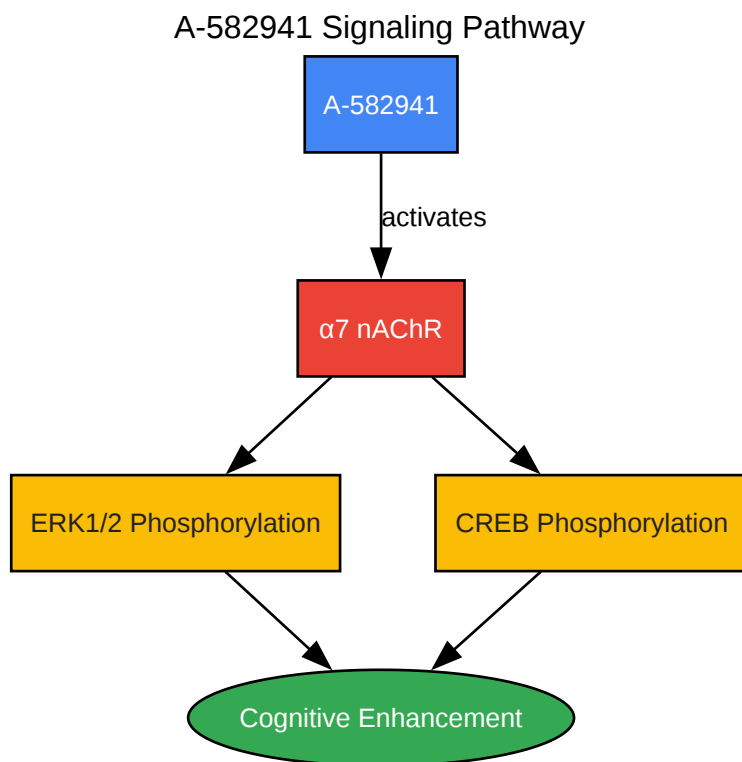 A-582941 Signaling Pathway
A-582941
activates
α7 nAChR
ERK1/2 Phosphorylation
CREB Phosphorylation
Cognitive Enhancement